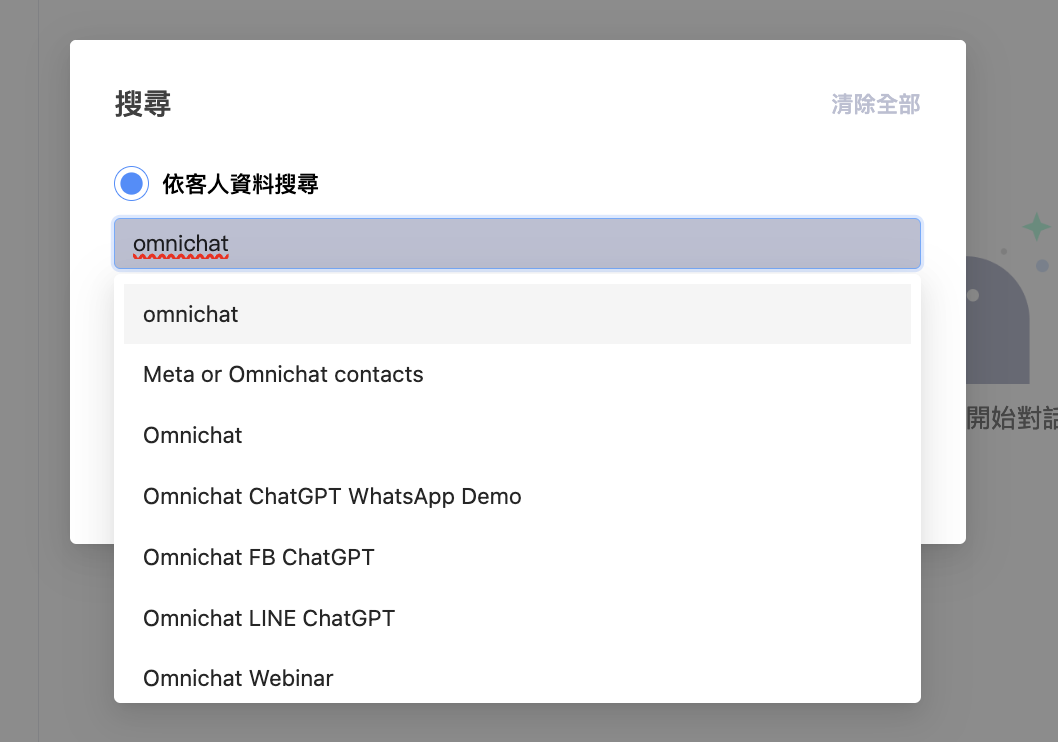 搜尋
清除全部
依客人資料搜尋
omnichat
omnichat
Meta or Omnichat contacts
Omnichat
開始對話
Omnichat ChatGPT WhatsApp Demo
Omnichat FB ChatGPT
Omnichat LINE ChatGPT
Omnichat Webinar